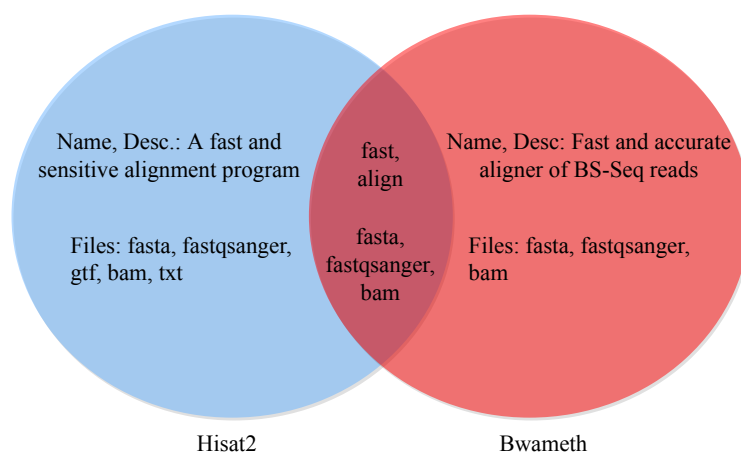 Name, Desc.: A fast and
sensitive alignment program
Files: fasta, fastqsanger,
gtf, bam, txt
fast,
align
fasta,
fastqsanger,
bam
Name, Desc: Fast and accurate
aligner of BS-Seq reads
Files: fasta, fastqsanger,
bam
Hisat2
Bwameth